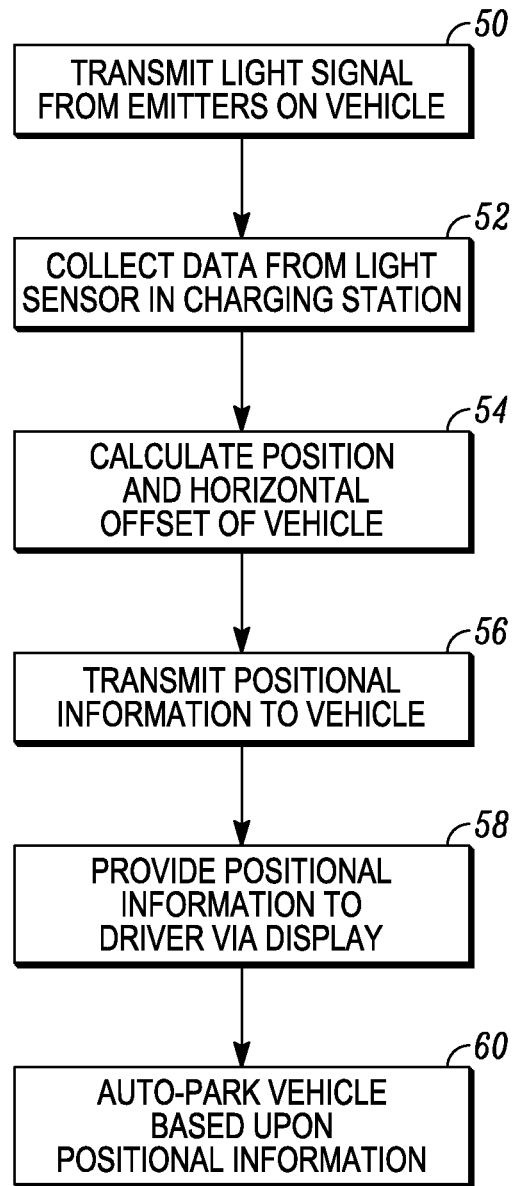 50
TRANSMIT LIGHT SIGNAL
FROM EMITTERS ON VEHICLE
52
COLLECT DATA FROM LIGHT
SENSOR IN CHARGING STATION
54
CALCULATE POSITION
AND HORIZONTAL
OFFSET OF VEHICLE
56
TRANSMIT POSITIONAL
INFORMATION TO VEHICLE
58
PROVIDE POSITIONAL
INFORMATION TO
DRIVER VIA DISPLAY
60
AUTO-PARK VEHICLE
BASED UPON
POSITIONAL INFORMATION